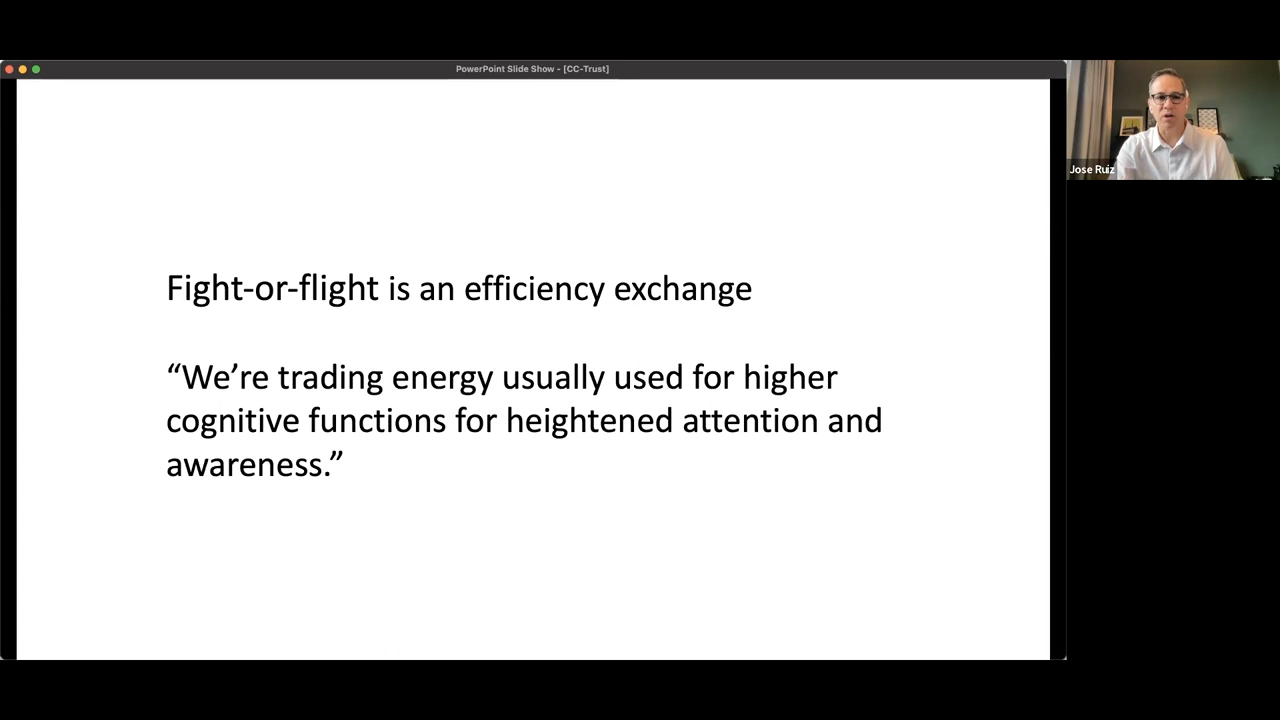 PowerPoint Slide Show - [CC-Trust]
Fight-or-flight is an efficiency exchange
“We’re trading energy usually used for higher
cognitive functions for heightened attention and
awareness.”
Jose Ruiz